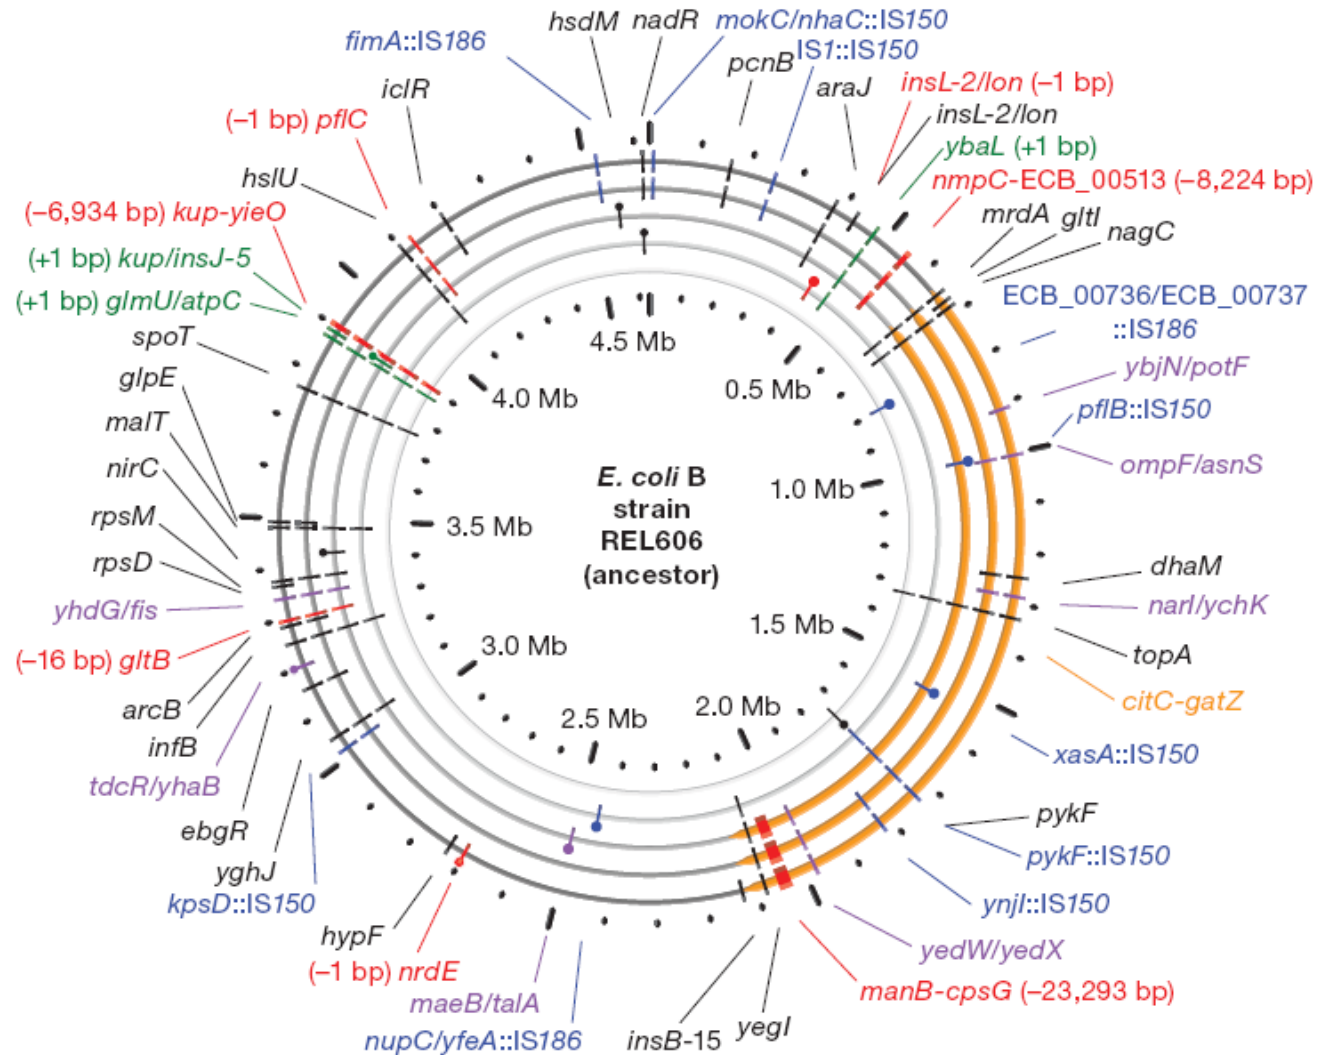 hsdM nadR mokC/nhaC::IS150
fimA::IS186
IS1::IS150
pcnB
iclR
araJ
insL-2/lon (–1 bp)
insL-2/lon
(–1 bp) pflC
ybaL (+1 bp)
hslU
nmpC-ECB_00513 (–8,224 bp)
(–6,934 bp) kup-yieO
mrdA gltI
nagC
(+1 bp) kup/insJ-5
(+1 bp) glmU/atpC
ECB_00736/ECB_00737
::IS186
spoT
glpE
ybjN/potF
malT
pflB::IS150
nirC
ompF/asnS
rpsM
rpsD
dhaM
yhdG/fis
narI/ychK
(–16 bp) gltB
topA
arcB
citC-gatZ
infB
tdcR/yhaB
xasA::IS150
ebgR
pykF
yghJ
pykF::IS150
kpsD::IS150
ynjI::IS150
hypF
yedW/yedX
(–1 bp) nrdE
manB-cpsG (–23,293 bp)
maeB/talA
nupC/yfeA::IS186
insB-15 yegI
4.5 Mb
0.5 Mb
4.0 Mb
1.0 Mb
3.5 Mb
1.5 Mb
3.0 Mb
2.0 Mb
2.5 Mb
E. coli B
strain
REL606
(ancestor)